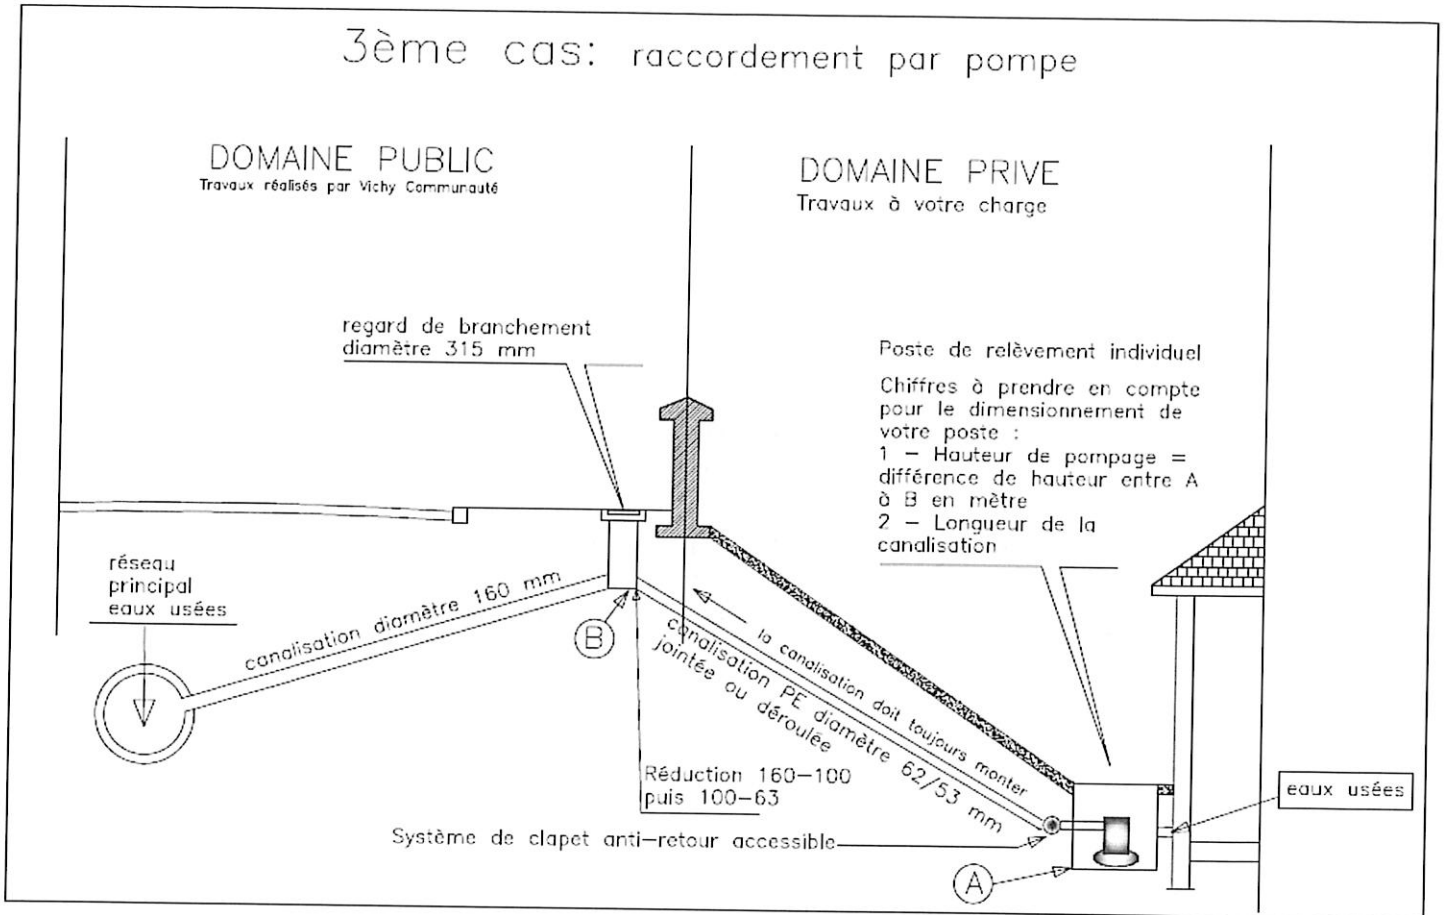 3ème cas: raccordement par pompe
DOMAINE PUBLIC
Travaux réalisés par Vichy Communauté
DOMAINE PRIVE
Travaux à votre charge
regard de branchement
diamètre 315 mm
Poste de relèvement individuel
Chiffres à prendre en compte
pour le dimensionnement de
votre poste :
1 – Hauteur de pompage =
différence de hauteur entre A
à B en mètre
2 – Longueur de la
canalisation
réseau
principal
eaux usées
canalisation diamètre 160 mm
B
la canalisation doit toujours monter
canalisation PE diamètre 62/53 mm
jointée ou déroulée
Réduction 160–100
puis 100–63
eaux usées
Système de clapet anti–retour accessible
A